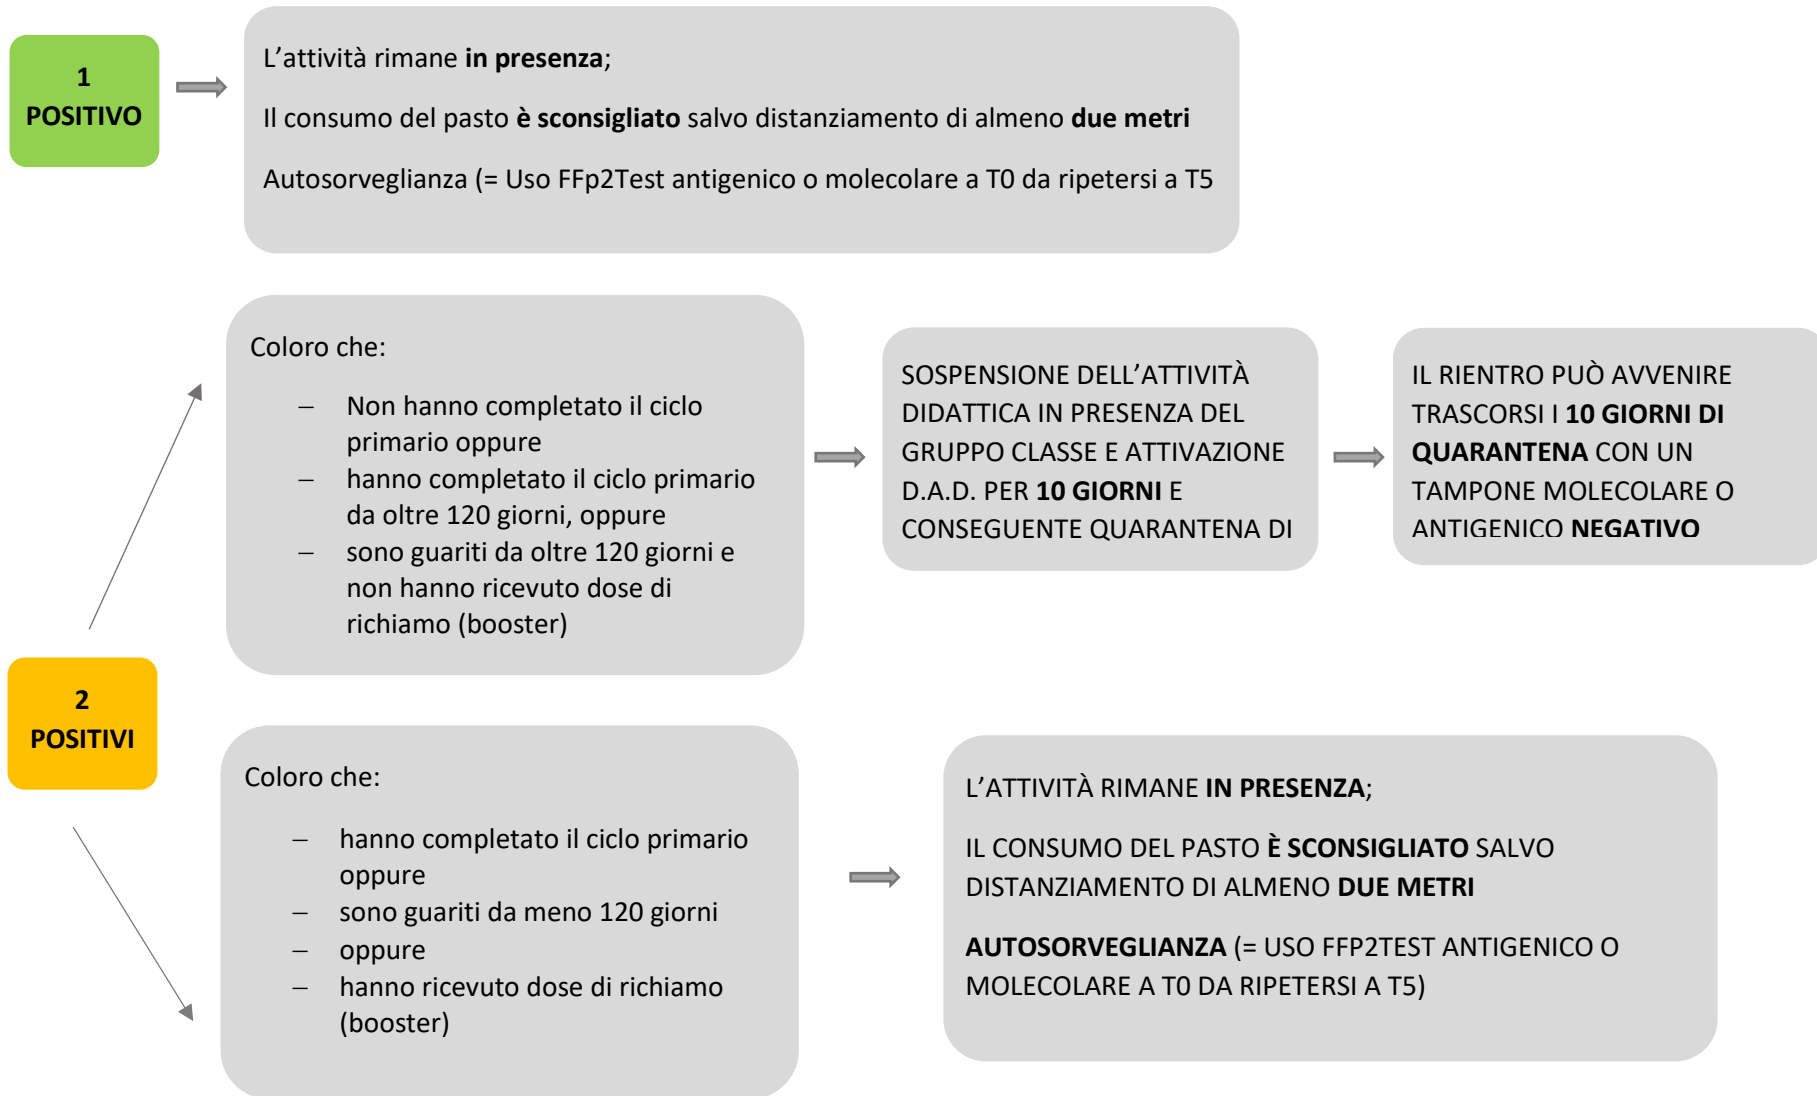 1
POSITIVO
L’attività rimane in presenza;
Il consumo del pasto è sconsigliato salvo distanziamento di almeno due metri
Autosorveglianza (= Uso FFp2Test antigenico o molecolare a T0 da ripetersi a T5
Coloro che:
– Non hanno completato il ciclo
primario oppure
– hanno completato il ciclo primario
da oltre 120 giorni, oppure
– sono guariti da oltre 120 giorni e
non hanno ricevuto dose di
richiamo (booster)
SOSPENSIONE DELL’ATTIVITÀ
DIDATTICA IN PRESENZA DEL
GRUPPO CLASSE E ATTIVAZIONE
D.A.D. PER 10 GIORNI E
CONSEGUENTE QUARANTENA DI
IL RIENTRO PUÒ AVVENIRE
TRASCORSI I 10 GIORNI DI
QUARANTENA CON UN
TAMPONE MOLECOLARE O
ANTIGENICO NEGATIVO
2
POSITIVI
Coloro che:
– hanno completato il ciclo primario
oppure
– sono guariti da meno 120 giorni
– oppure
– hanno ricevuto dose di richiamo
(booster)
L’ATTIVITÀ RIMANE IN PRESENZA;
IL CONSUMO DEL PASTO È SCONSIGLIATO SALVO
DISTANZIAMENTO DI ALMENO DUE METRI
AUTOSORVEGLIANZA (= USO FFP2TEST ANTIGENICO O
MOLECOLARE A T0 DA RIPETERSI A T5)